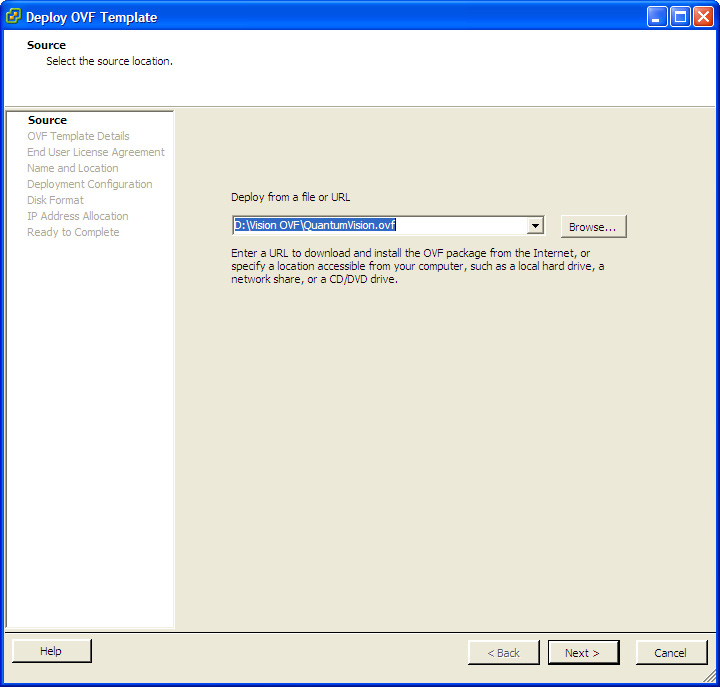 Deploy OVF Template
Source
Select the source location.
Source
OVF Template Details
End User License Agreement
Name and Location
Deployment Configuration
Disk Format
IP Address Allocation
Ready to Complete
Deploy from a file or URL
D:\Vision OVF\QuantumVision.ovf
Browse...
Enter a URL to download and install the OVF package from the Internet, or
specify a location accessible from your computer, such as a local hard drive, a
network share, or a CD/DVD drive.
Help
< Back
Next >
Cancel